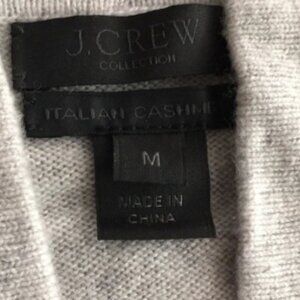 J.CREW
COLLECTION
ITALIAN CASHM
M
MADE IN
CHINA